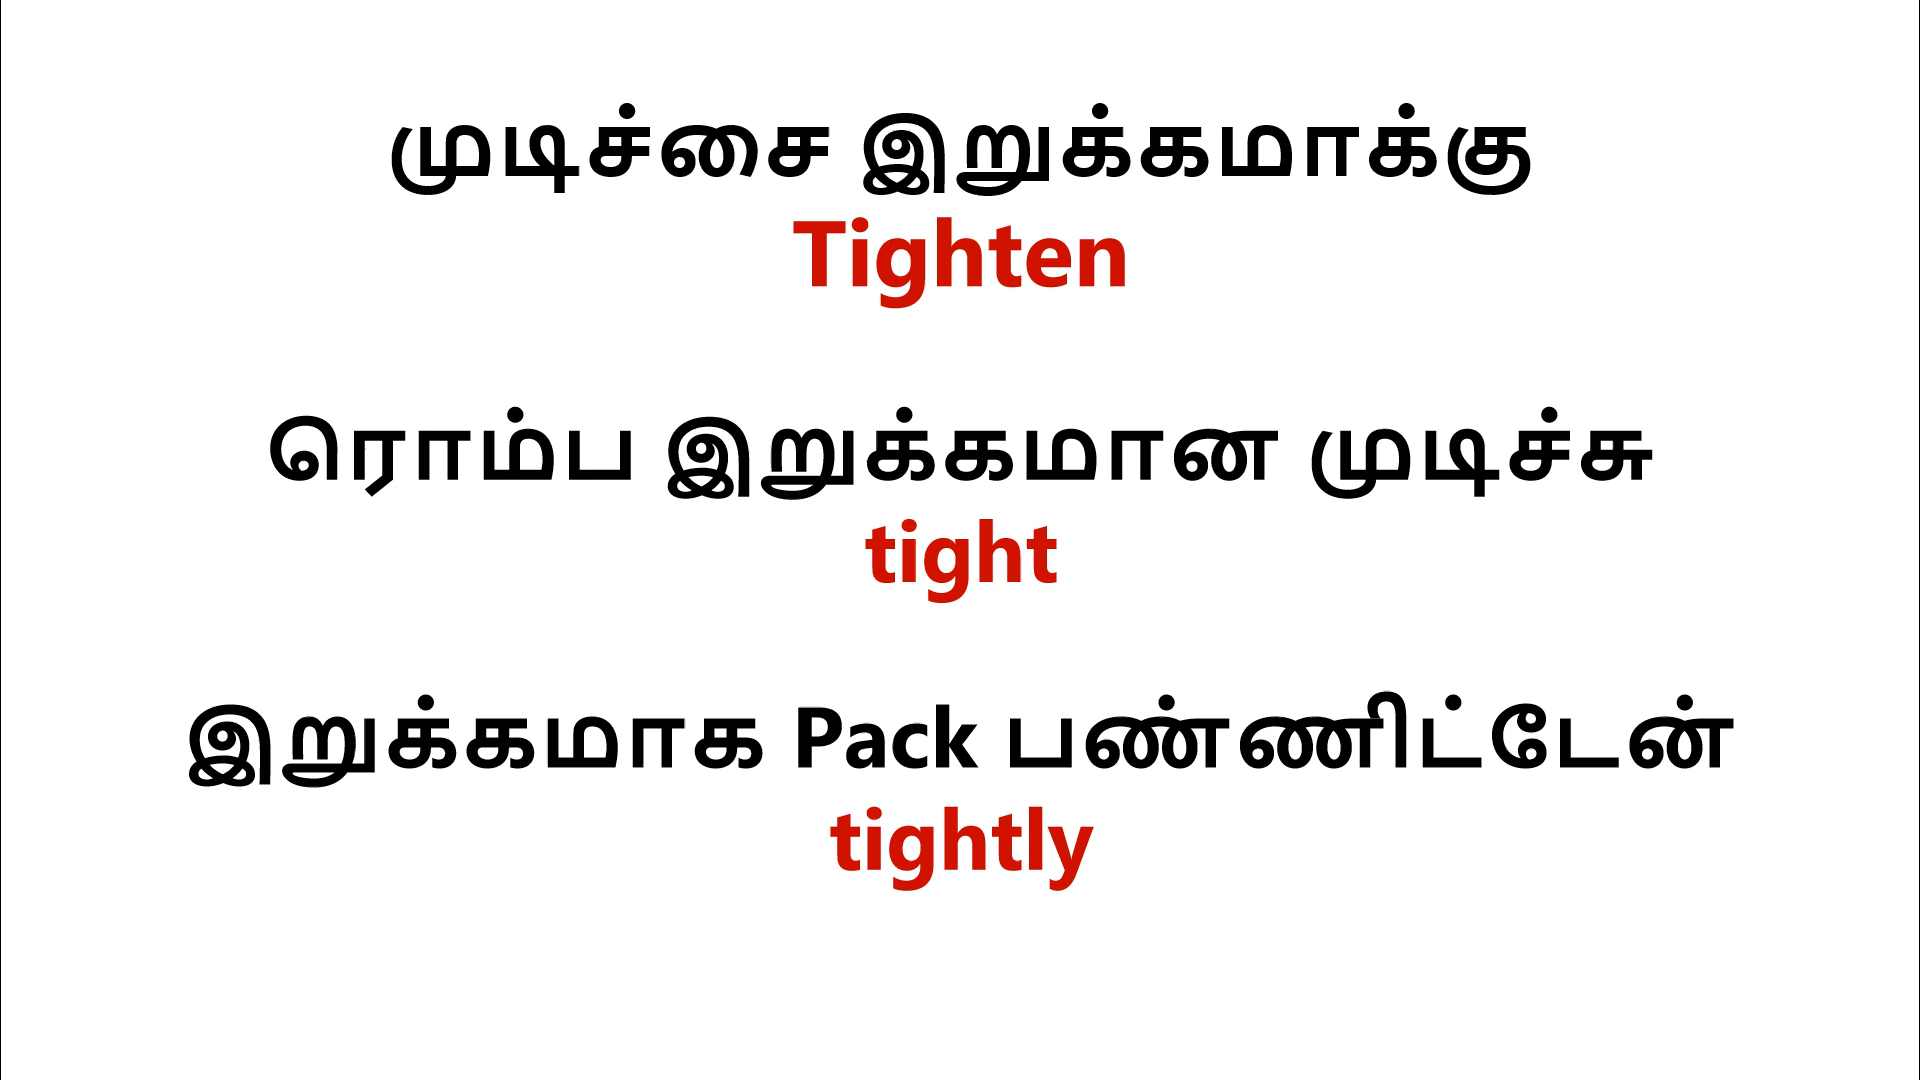 முடிச்சை இறுக்கமாக்கு
Tighten
ரொம்ப இறுக்கமான முடிச்சு
tight
இறுக்கமாக Pack பண்ணிட்டேன்
tightly